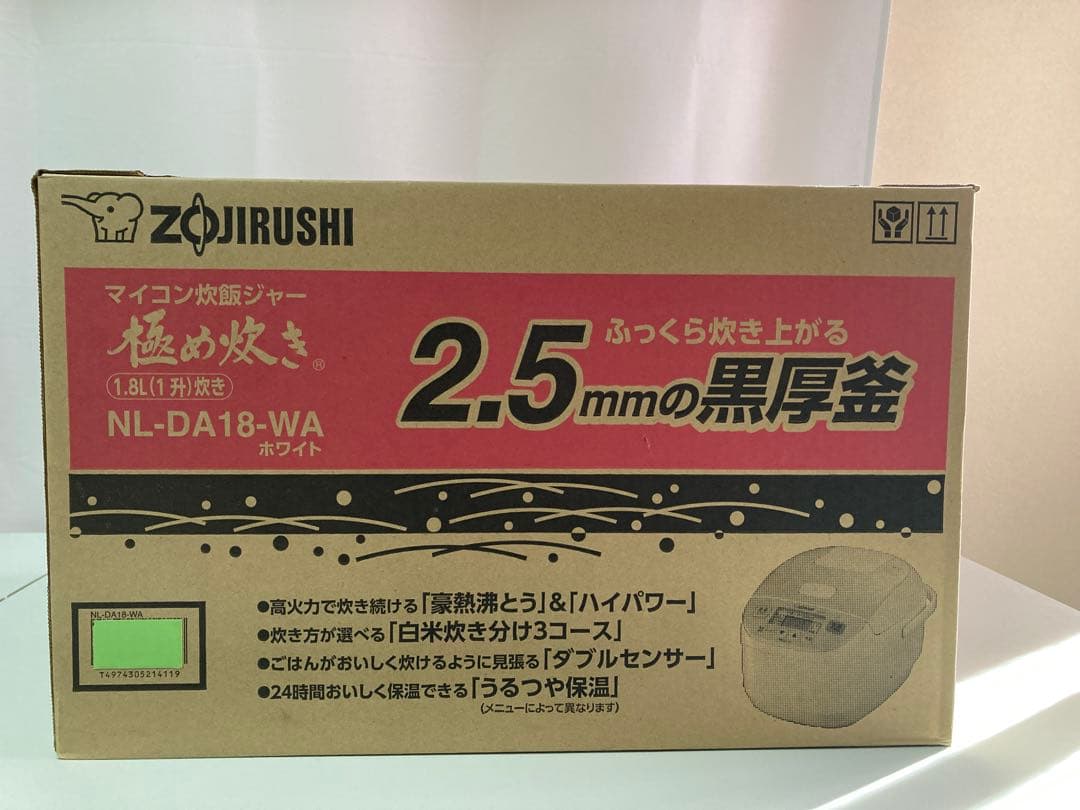 ZOJIRUSHI
マイコン炊飯ジャー
極め炊き®
1.8L(1升)炊き
NL-DA18-WA
ホワイト
ふっくら炊き上がる
2.5mmの黒厚釜
●高火力で炊き続ける「豪熱沸とう」&「ハイパワー」
●炊き方が選べる「白米炊き分け3コース」
●ごはんがおいしく炊けるように見張る「ダブルセンサー」
●24時間おいしく保温できる「うるつや保温」
(メニューによって異なります)
NL-DA18-WA
T4974305214119